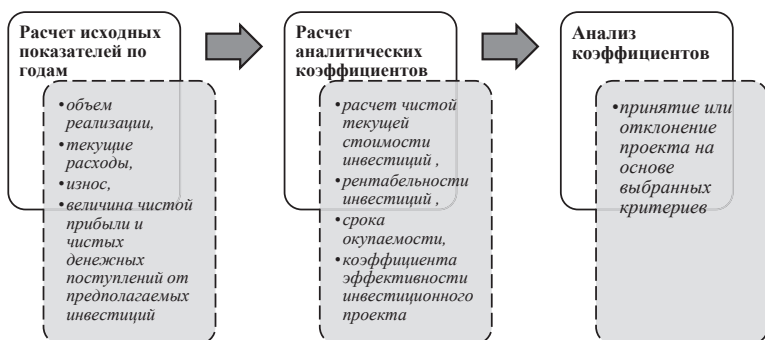 Расчет исходных
показателей по
годам
•объем
реализации,
•текущие
расходы,
•износ,
•величина чистой
прибыли и
чистых
денежных
поступлений от
предполагаемых
инвестиций
Расчет
аналитических
коэффициентов
•расчет чистой
текущей
стоимости
инвестиций ,
•рентабельности
инвестиций ,
•срока
окупаемости,
•коэффициента
эффективности
инвестиционного
проекта
Анализ
коэффициентов
•принятие или
отклонение
проекта на
основе
выбранных
критериев